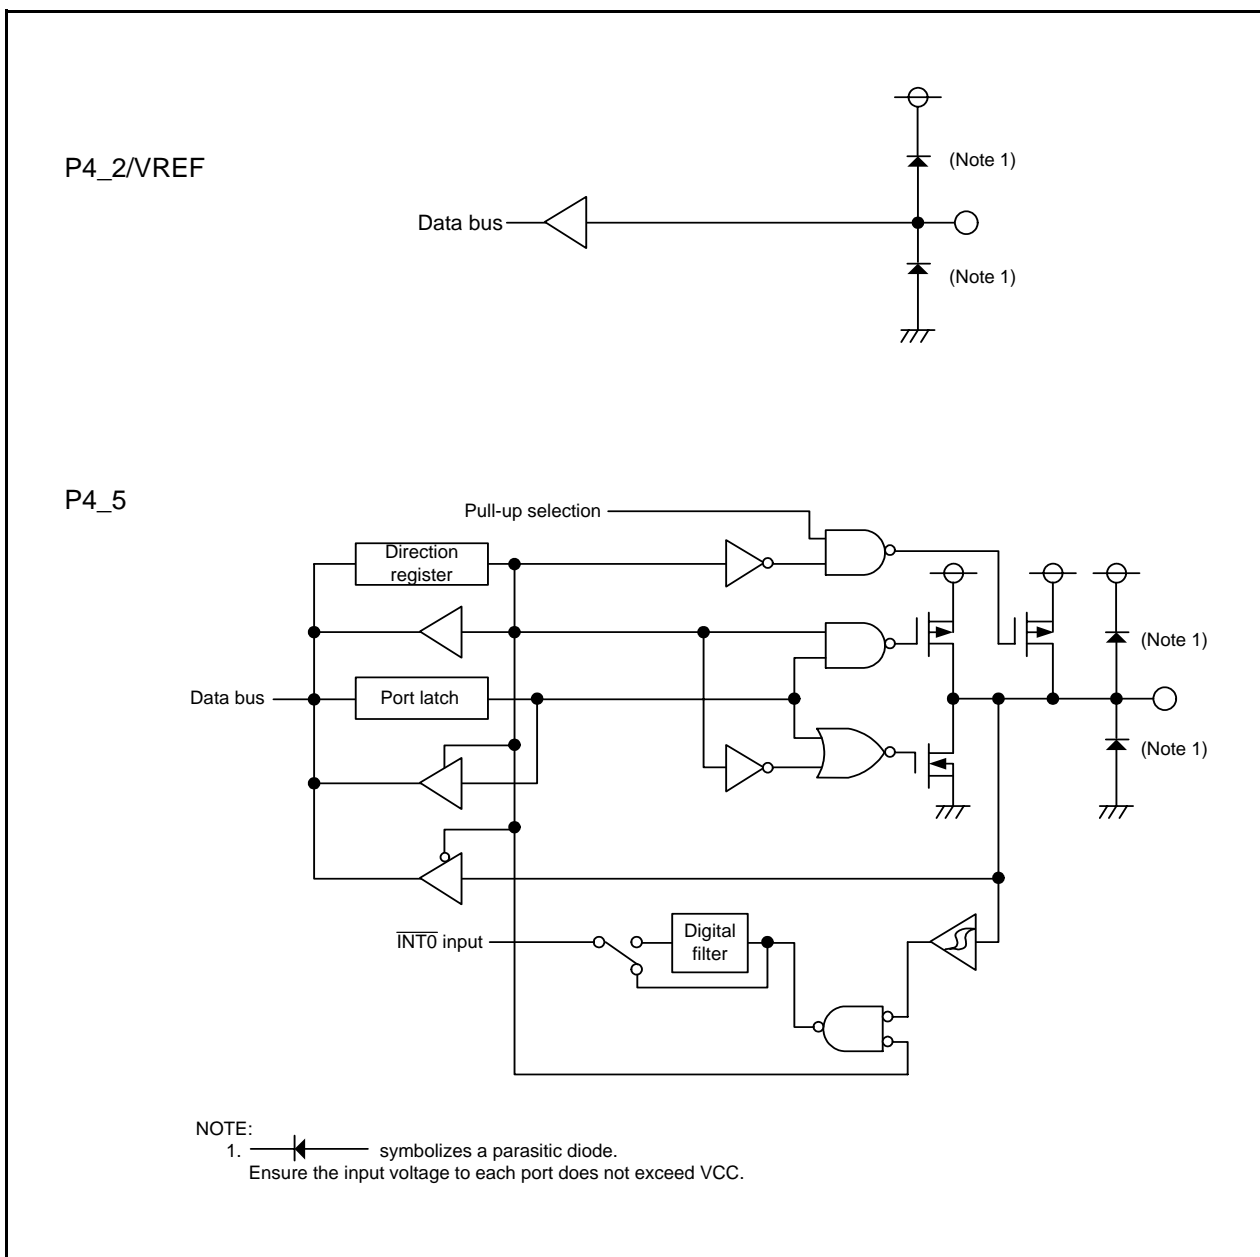 P4_2/VREF
(Note 1)
Data bus
(Note 1)
P4_5
Pull-up selection
Direction
register
(Note 1)
Data bus
Port latch
(Note 1)
INT0 input
Digital
filter
NOTE:
1. symbolizes a parasitic diode.
Ensure the input voltage to each port does not exceed VCC.